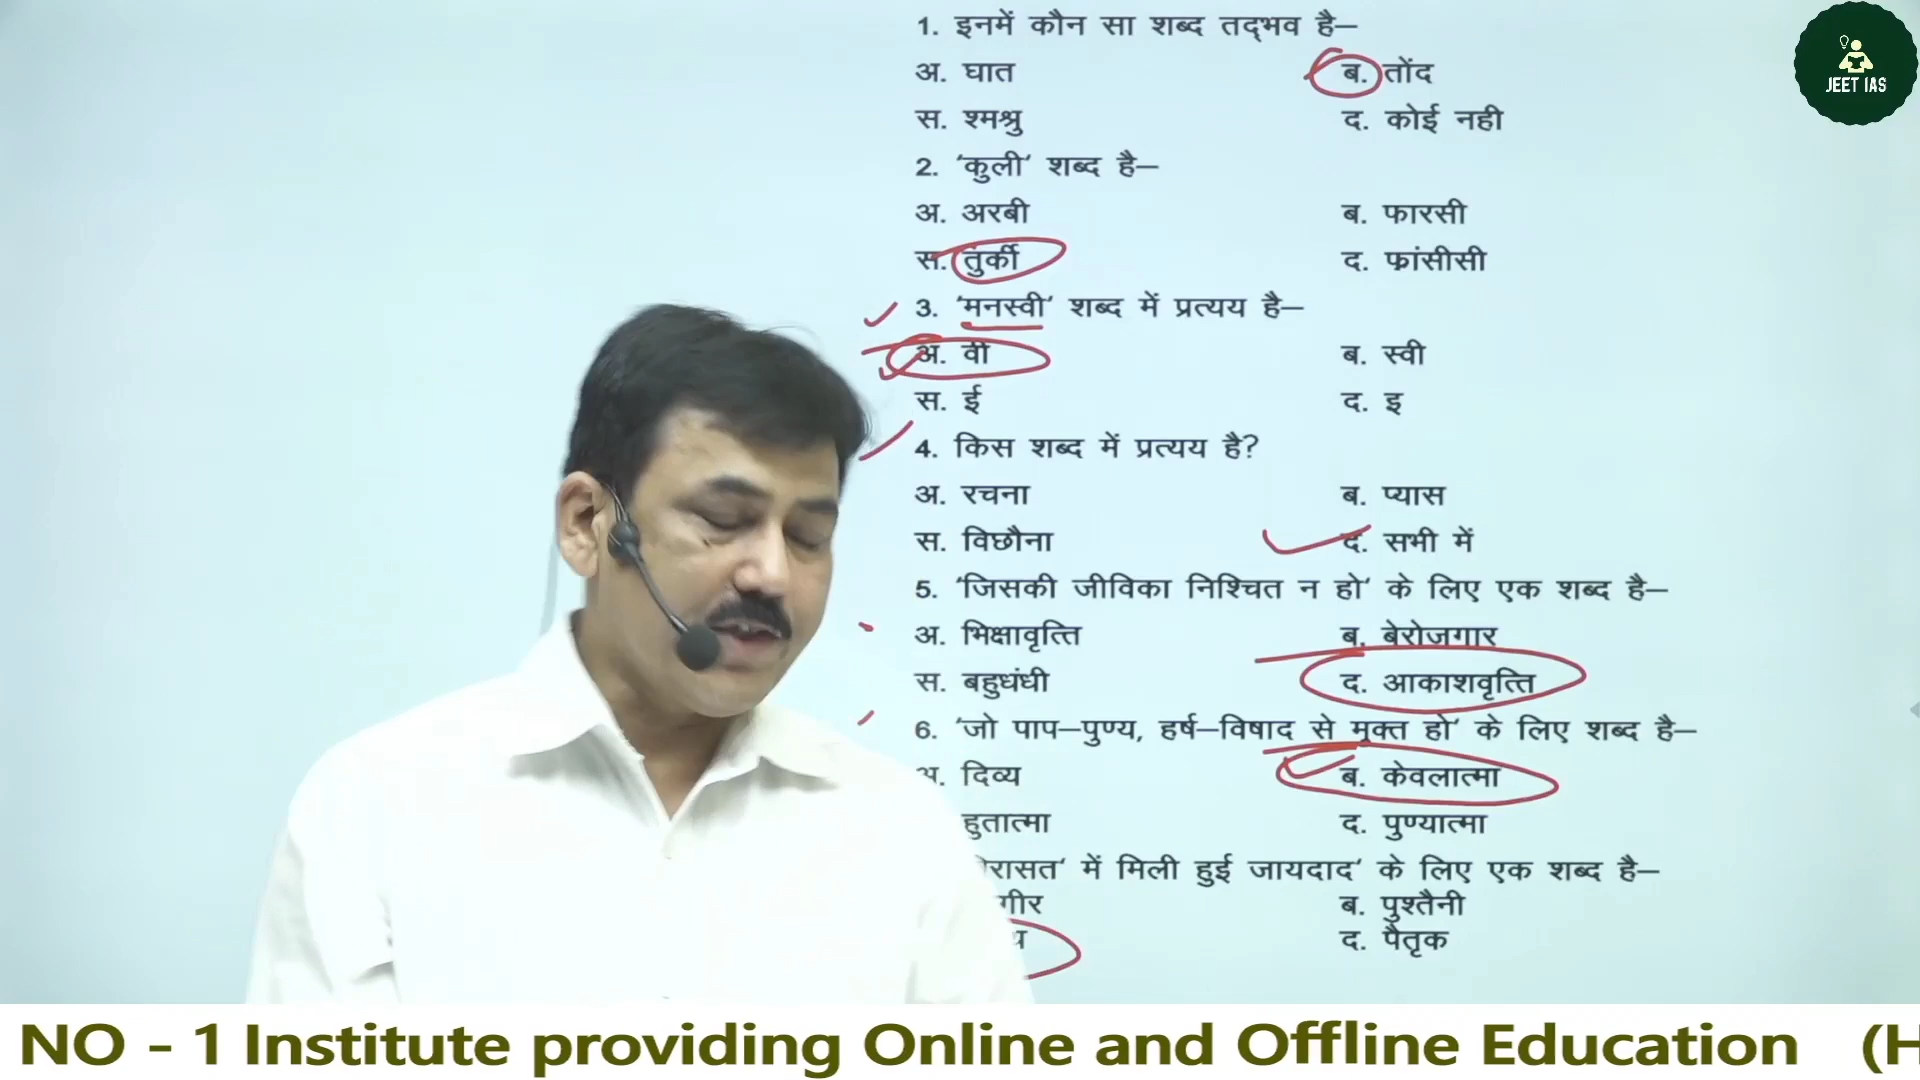 1. इनमें कौन सा शब्द तद्भव है–
अ. घात ब. तोंद
स. श्मश्रु द. कोई नही
2. 'कुली' शब्द है–
अ. अरबी ब. फारसी
स. तुर्की द. फ्रांसीसी
3. 'मनस्वी' शब्द में प्रत्यय है–
अ. वी ब. स्वी
स. ई द. इ
4. किस शब्द में प्रत्यय है?
अ. रचना ब. प्यास
स. विछौना द. सभी में
5. 'जिसकी जीविका निश्चित न हो' के लिए एक शब्द है–
अ. भिक्षावृत्ति ब. बेरोजगार
स. बहुधंधी द. आकाशवृत्ति
6. 'जो पाप–पुण्य, हर्ष–विषाद से मुक्त हो' के लिए शब्द है–
अ. दिव्य ब. केवलात्मा
हुतात्मा द. पुण्यात्मा
में मिली हुई जायदाद' के लिए एक शब्द है–
ब. पुश्तैनी
द. पैतृक
JEET IAS
NO - 1 Institute providing Online and Offline Education (H